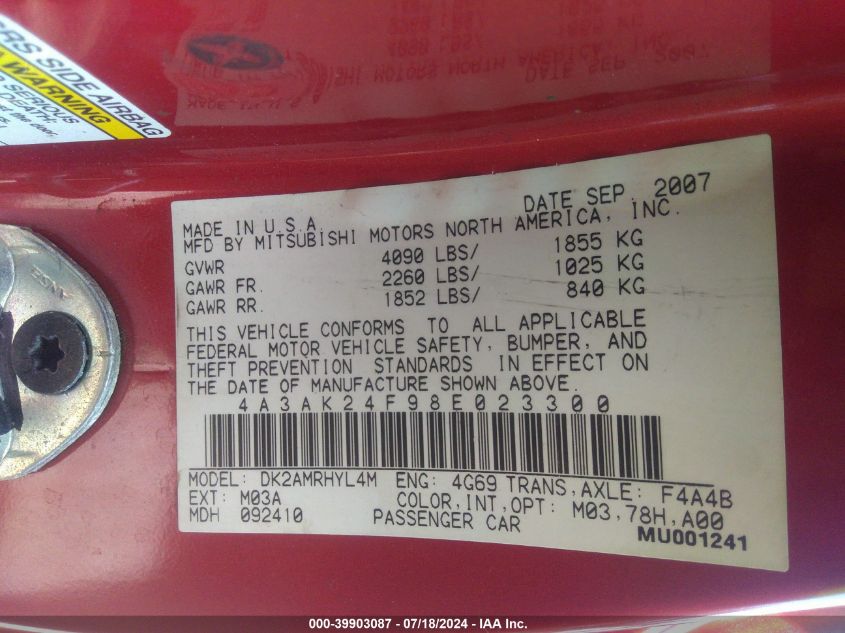 ERS SIDE AIRBAG
WARNING
SERIOUS
DEATH
DATE SEP. 2007
MADE IN U.S.A
MFD BY MITSUBISHI MOTORS NORTH AMERICA, INC.
GVWR 4090 LBS/ 1855 KG
GAWR FR. 2260 LBS/ 1025 KG
GAWR RR. 1852 LBS/ 840 KG
THIS VEHICLE CONFORMS TO ALL APPLICABLE
FEDERAL MOTOR VEHICLE SAFETY, BUMPER, AND
THEFT PREVENTION STANDARDS IN EFFECT ON
THE DATE OF MANUFACTURE SHOWN ABOVE.
4A3AK24F98E023300
MODEL: DK2AMRHYL4M ENG: 4G69 TRANS,AXLE: F4A4B
EXT: M03A COLOR,INT,OPT: M03,78H,A00
MDH 092410 PASSENGER CAR
MU001241
000-39903087 - 07/18/2024 - IAA Inc.